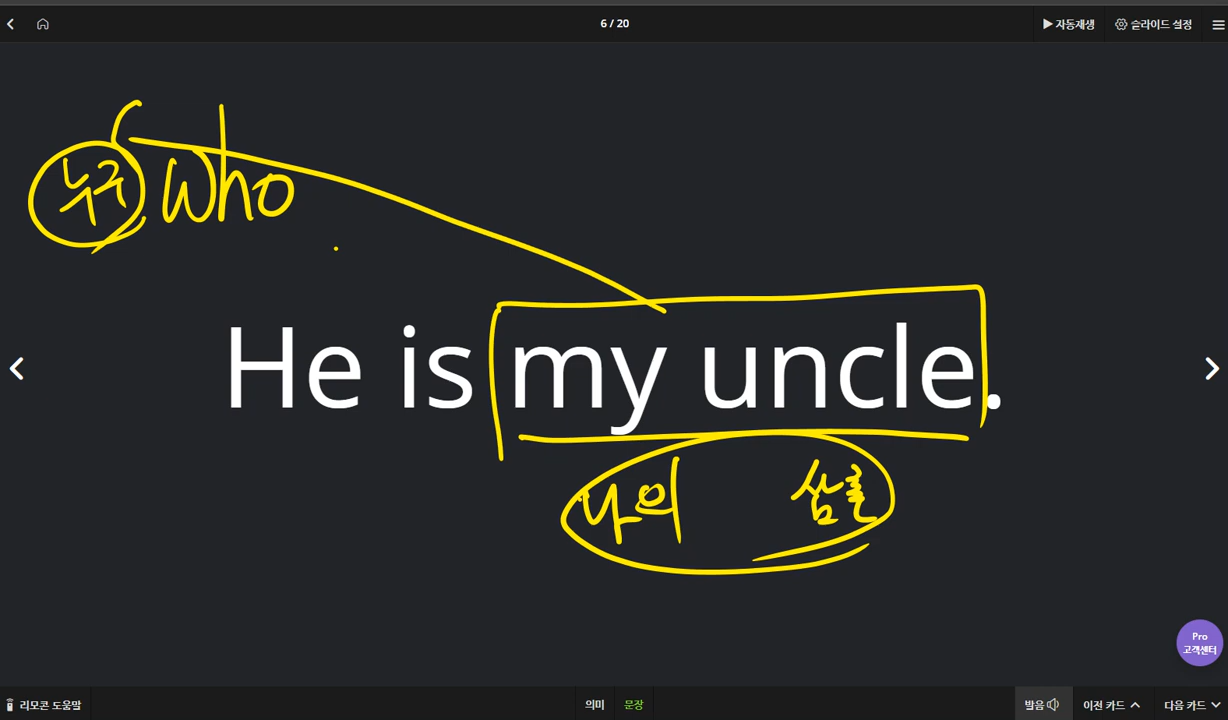 6 / 20
자동재생
슬라이드 설정
누구 Who
He is my uncle.
나의 삼촌
Pro
고객센터
리모콘 도움말
의미
문장
발음
이전 카드
다음 카드